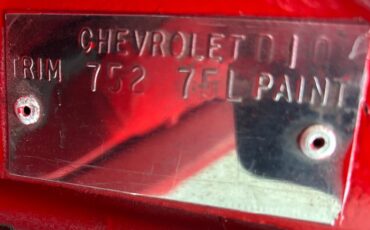 CHEVROLET D10
TRIM 752 75L PAINT